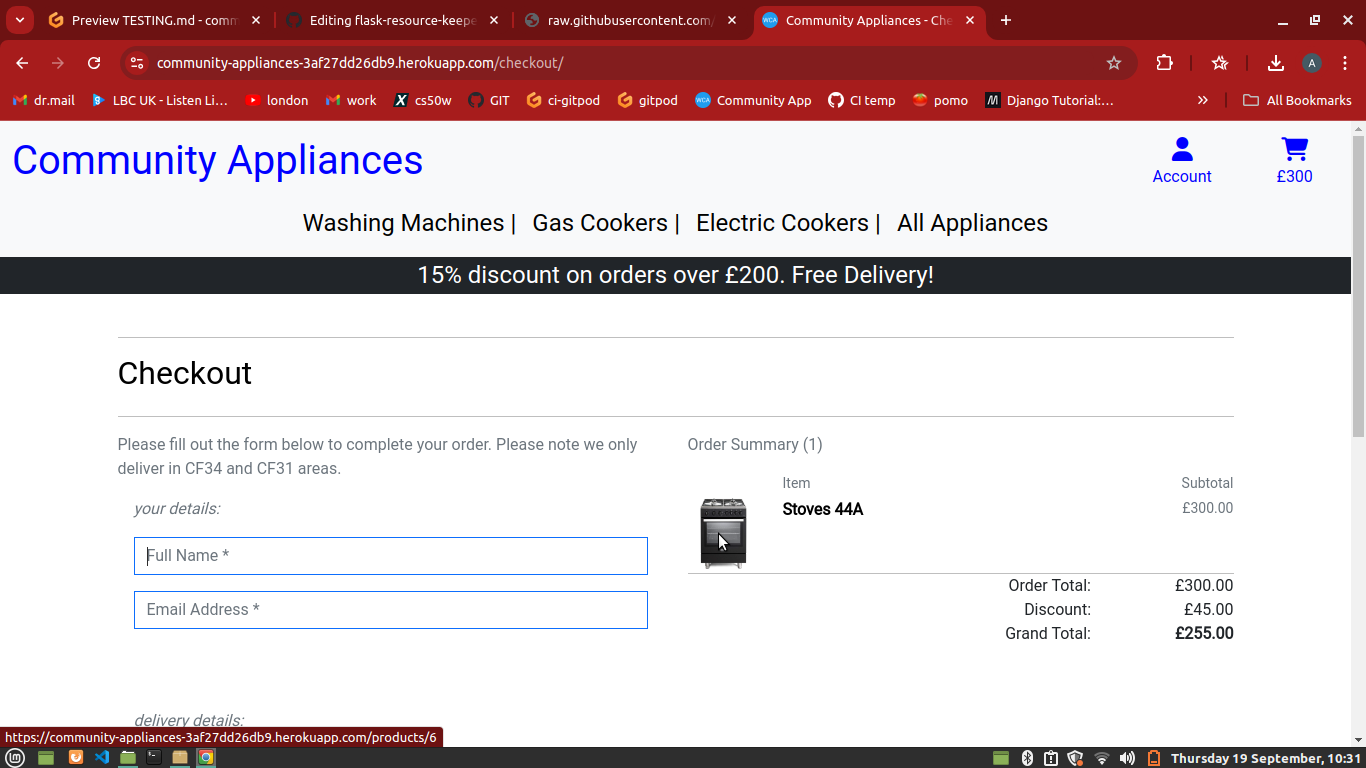 Preview TESTING.md - comm
Editing flask-resource-keepe
raw.githubusercontent.com/
WCA
Community Appliances - Che
community-appliances-3af27dd26db9.herokuapp.com/checkout/
A
dr.mail
LBC UK - Listen Li...
london
work
X
cs50w
GIT
ci-gitpod
gitpod
WCA
Community App
CI temp
pomo
M
Django Tutorial:...
All Bookmarks
Community Appliances
Account
£300
Washing Machines | Gas Cookers | Electric Cookers | All Appliances
15% discount on orders over £200. Free Delivery!
Checkout
Please fill out the form below to complete your order. Please note we only
deliver in CF34 and CF31 areas.
your details:
Full Name *
Email Address *
delivery details:
Order Summary (1)
Item Subtotal
Stoves 44A £300.00
Order Total: £300.00
Discount: £45.00
Grand Total: £255.00
https://community-appliances-3af27dd26db9.herokuapp.com/products/6
Thursday 19 September, 10:31